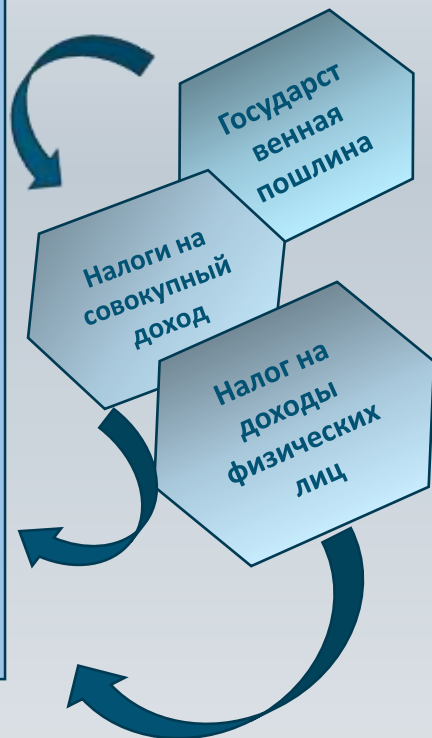 Государст
венная
пошлина
Налоги на
совокупный
доход
Налог на
доходы
физических
лиц